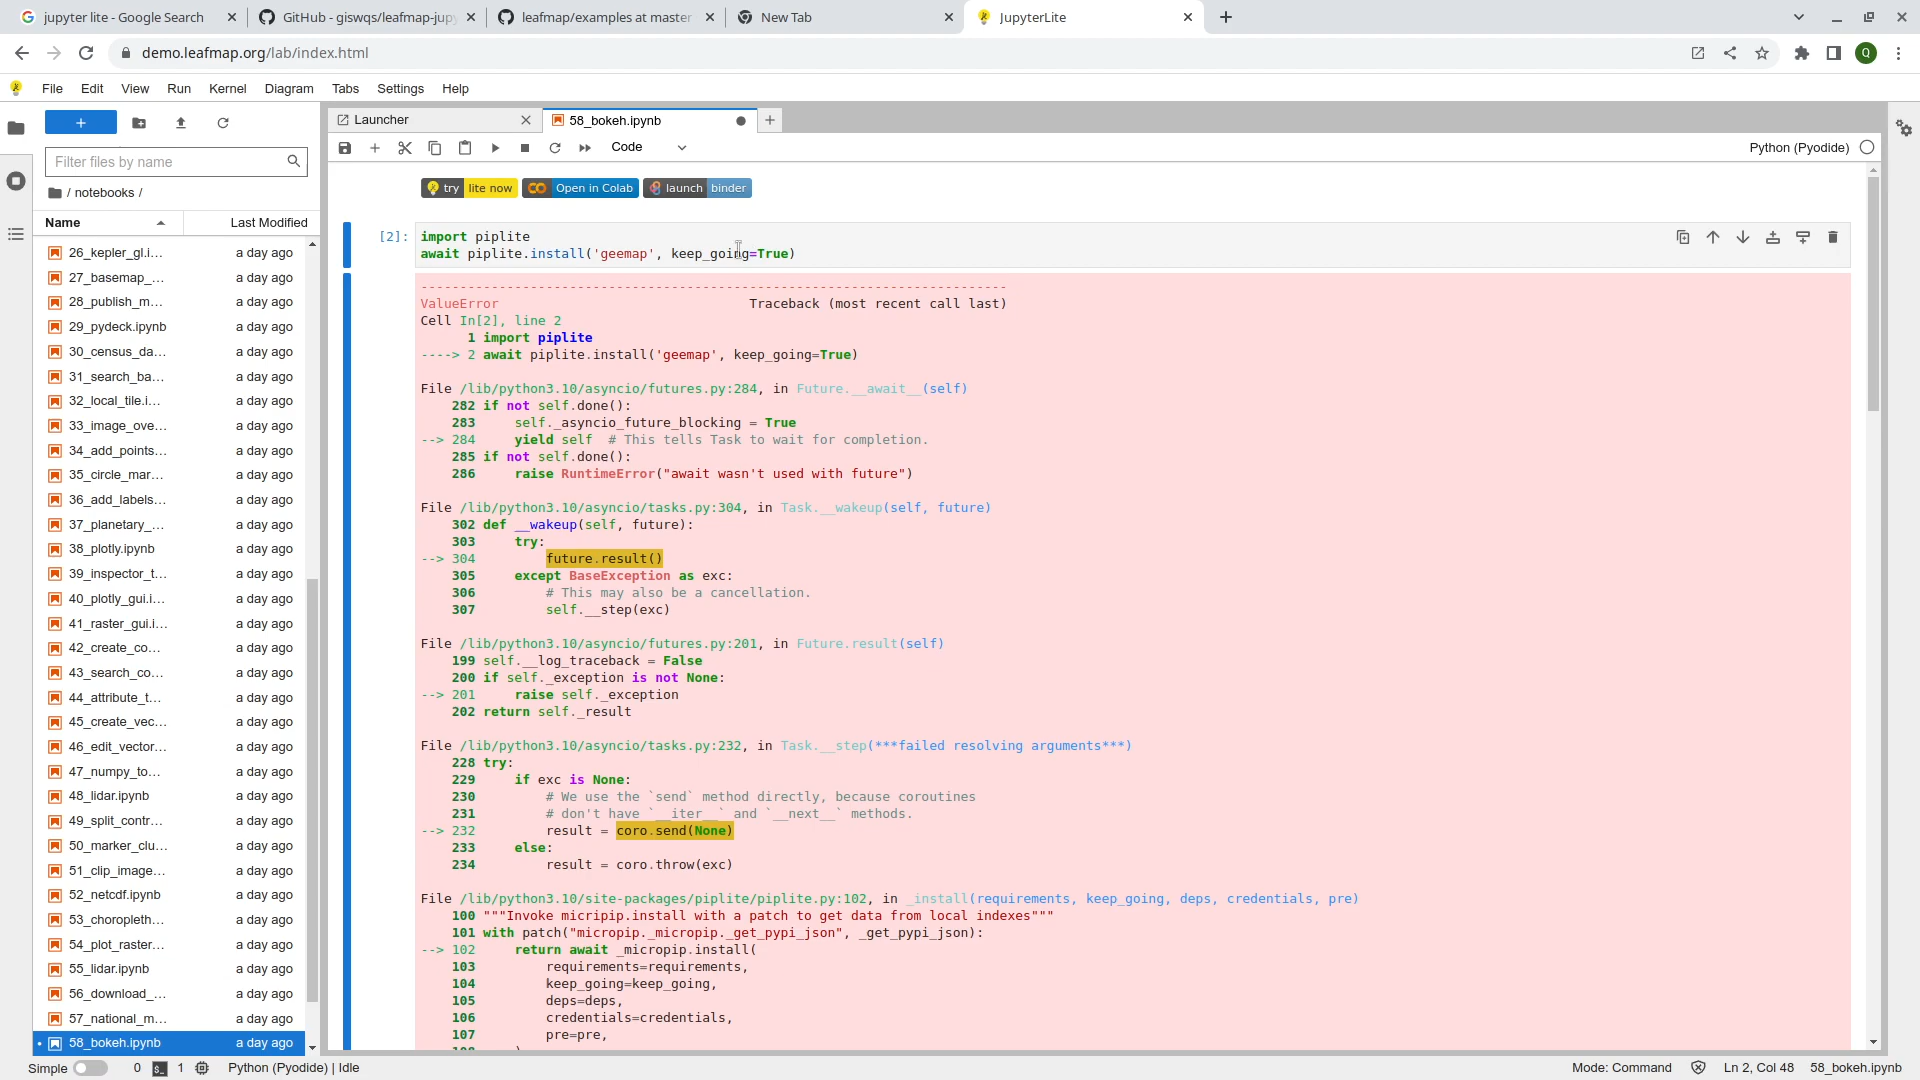 jupyter lite - Google Search
GitHub - giswqs/leafmap-jupy
leafmap/examples at master
New Tab
JupyterLite
demo.leafmap.org/lab/index.html
Q
File Edit View Run Kernel Diagram Tabs Settings Help
+
Filter files by name
/ notebooks /
Name Last Modified
26_kepler_gl.i... a day ago
27_basemap_... a day ago
28_publish_m... a day ago
29_pydeck.ipynb a day ago
30_census_da... a day ago
31_search_ba... a day ago
32_local_tile.i... a day ago
33_image_ove... a day ago
34_add_points... a day ago
35_circle_mar... a day ago
36_add_labels... a day ago
37_planetary_... a day ago
38_plotly.ipynb a day ago
39_inspector_t... a day ago
40_plotly_gui.i... a day ago
41_raster_gui.i... a day ago
42_create_co... a day ago
43_search_co... a day ago
44_attribute_t... a day ago
45_create_vec... a day ago
46_edit_vector... a day ago
47_numpy_to... a day ago
48_lidar.ipynb a day ago
49_split_contr... a day ago
50_marker_clu... a day ago
51_clip_image... a day ago
52_netcdf.ipynb a day ago
53_choropleth... a day ago
54_plot_raster... a day ago
55_lidar.ipynb a day ago
56_download_... a day ago
57_national_m... a day ago
58_bokeh.ipynb a day ago
Launcher
58_bokeh.ipynb
Code
Python (Pyodide)
try lite now
Open in Colab
launch binder
[2]: import piplite
await piplite.install('geemap', keep_going=True)
---------------------------------------------------------------------------
ValueError Traceback (most recent call last)
Cell In[2], line 2
1 import piplite
----> 2 await piplite.install('geemap', keep_going=True)
File /lib/python3.10/asyncio/futures.py:284, in Future.__await__(self)
282 if not self.done():
283 self._asyncio_future_blocking = True
--> 284 yield self # This tells Task to wait for completion.
285 if not self.done():
286 raise RuntimeError("await wasn't used with future")
File /lib/python3.10/asyncio/tasks.py:304, in Task.__wakeup(self, future)
302 def __wakeup(self, future):
303 try:
--> 304 future.result()
305 except BaseException as exc:
306 # This may also be a cancellation.
307 self.__step(exc)
File /lib/python3.10/asyncio/futures.py:201, in Future.result(self)
199 self.__log_traceback = False
200 if self._exception is not None:
--> 201 raise self._exception
202 return self._result
File /lib/python3.10/asyncio/tasks.py:232, in Task.__step(***failed resolving arguments***)
228 try:
229 if exc is None:
230 # We use the `send` method directly, because coroutines
231 # don't have `__iter__` and `__next__` methods.
--> 232 result = coro.send(None)
233 else:
234 result = coro.throw(exc)
File /lib/python3.10/site-packages/piplite/piplite.py:102, in _install(requirements, keep_going, deps, credentials, pre)
100 """Invoke micripip.install with a patch to get data from local indexes"""
101 with patch("micropip._micropip._get_pypi_json", _get_pypi_json):
--> 102 return await _micropip.install(
103 requirements=requirements,
104 keep_going=keep_going,
105 deps=deps,
106 credentials=credentials,
107 pre=pre,
Simple 0 1 Python (Pyodide) | Idle
Mode: Command Ln 2, Col 48 58_bokeh.ipynb